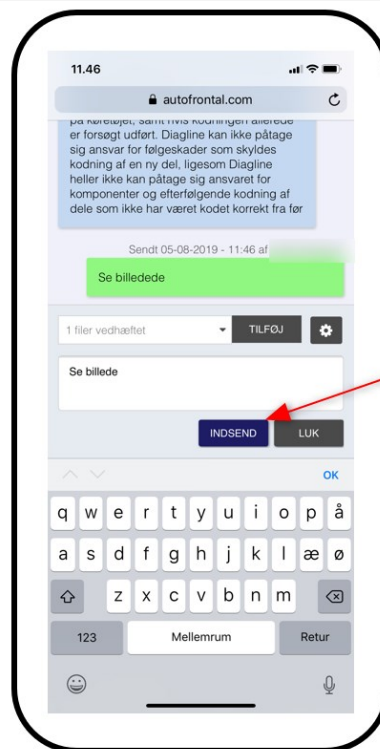 11.46
autofrontal.com
på køretøjet, samt hvis kodningen allerede
er forsøgt udført. Diagline kan ikke påtage
sig ansvar for følgeskader som skyldes
kodning af en ny del, ligesom Diagline
heller ikke kan påtage sig ansvaret for
komponenter og efterfølgende kodning af
dele som ikke har været kodet korrekt fra før
Sendt 05-08-2019 - 11:46 af
Se billedede
1 filer vedhæftet
TILFØJ
Se billede
INDSEND LUK
OK
q w e r t y u i o p å
a s d f g h j k l æ ø
z x c v b n m
123 Mellemrum Retur